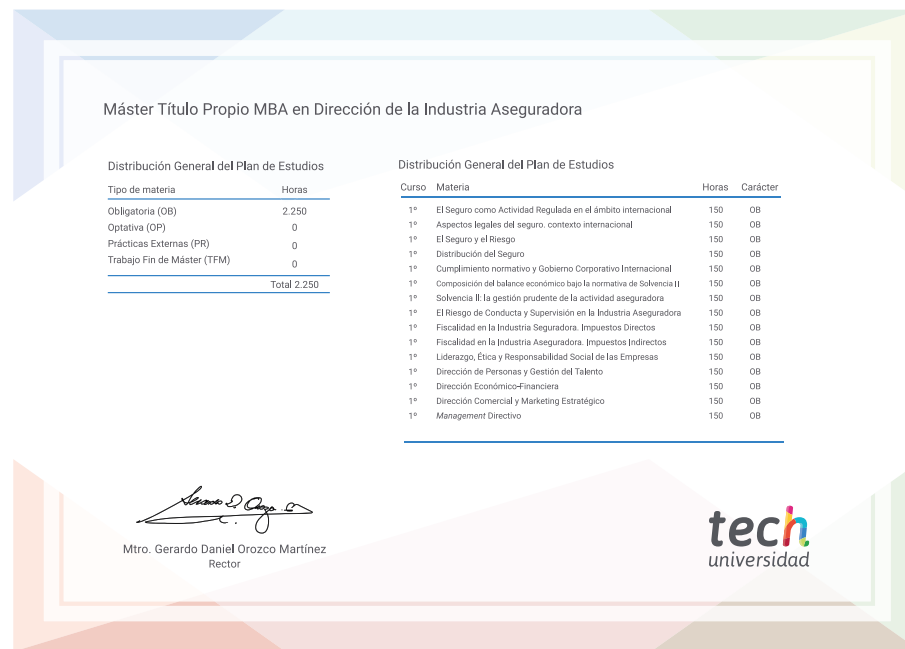 Máster Título Propio MBA en Dirección de la Industria Aseguradora
Distribución General del Plan de Estudios
Tipo de materia Horas
Obligatoria (OB) 2.250
Optativa (OP) 0
Prácticas Externas (PR) 0
Trabajo Fin de Máster (TFM) 0
Total 2.250
Distribución General del Plan de Estudios
Curso Materia Horas Carácter
1º El Seguro como Actividad Regulada en el ámbito internacional 150 OB
1º Aspectos legales del seguro. contexto internacional 150 OB
1º El Seguro y el Riesgo 150 OB
1º Distribución del Seguro 150 OB
1º Cumplimiento normativo y Gobierno Corporativo Internacional 150 OB
1º Composición del balance económico bajo la normativa de Solvencia II 150 OB
1º Solvencia II: la gestión prudente de la actividad aseguradora 150 OB
1º El Riesgo de Conducta y Supervisión en la Industria Aseguradora 150 OB
1º Fiscalidad en la Industria Seguradora. Impuestos Directos 150 OB
1º Fiscalidad en la Industria Aseguradora. Impuestos Indirectos 150 OB
1º Liderazgo, Ética y Responsabilidad Social de las Empresas 150 OB
1º Dirección de Personas y Gestión del Talento 150 OB
1º Dirección Económico-Financiera 150 OB
1º Dirección Comercial y Marketing Estratégico 150 OB
1º Management Directivo 150 OB
Mtro. Gerardo Daniel Orozco Martínez
Rector
tech
universidad